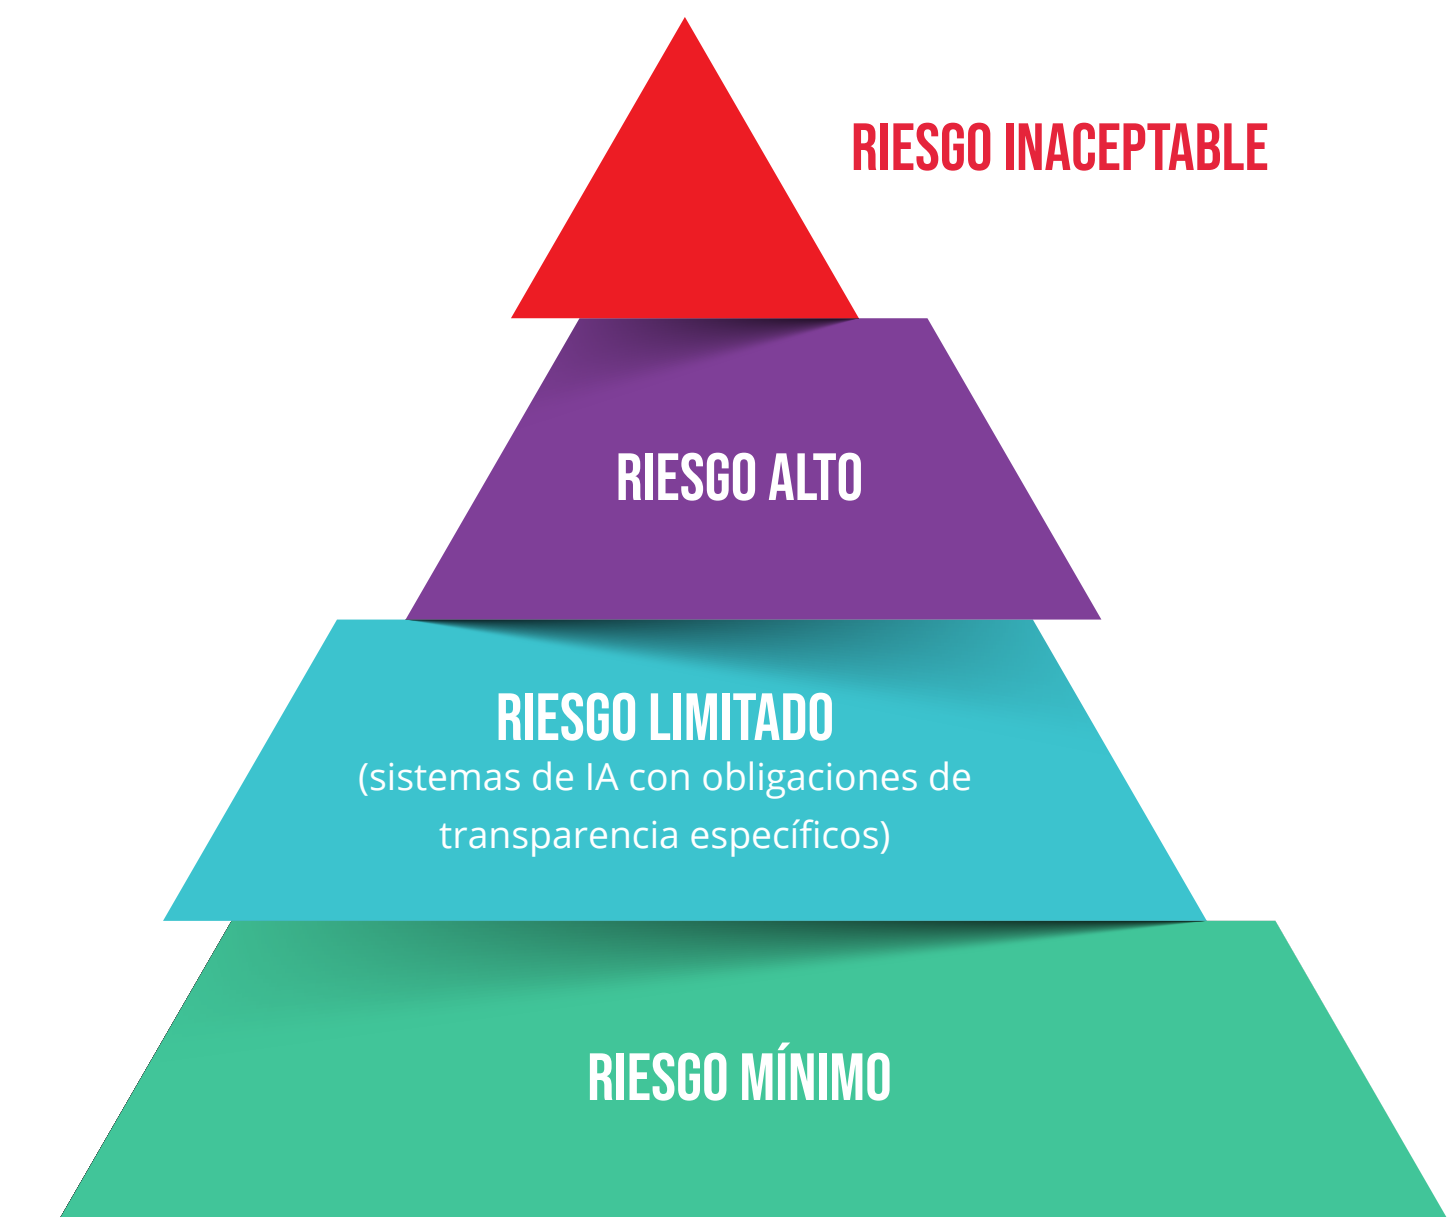 RIESGO INACEPTABLE
RIESGO ALTO
RIESGO LIMITADO
(sistemas de IA con obligaciones de
transparencia específicos)
RIESGO MÍNIMO